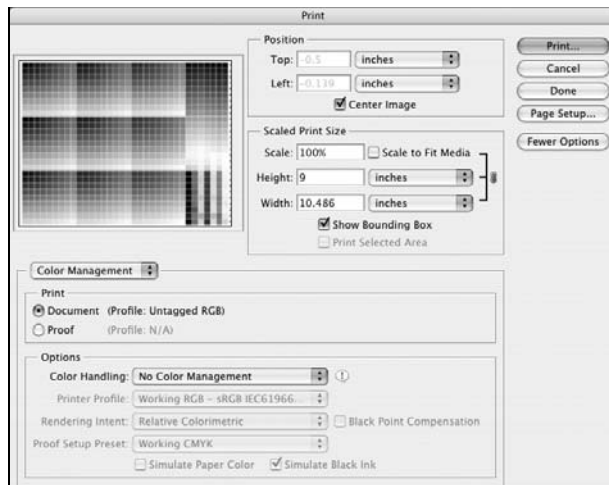 Print
Position
Top: -0.5 inches
Left: -0.139 inches
Center Image
Scaled Print Size
Scale: 100% Scale to Fit Media
Height: 9 inches
Width: 10.486 inches
Show Bounding Box
Print Selected Area
Print...
Cancel
Done
Page Setup...
Fewer Options
Color Management
Print
Document (Profile: Untagged RGB)
Proof (Profile: N/A)
Options
Color Handling: No Color Management
Printer Profile: Working RGB - sRGB IEC61966...
Rendering Intent: Relative Colorimetric Black Point Compensation
Proof Setup Preset: Working CMYK
Simulate Paper Color Simulate Black Ink